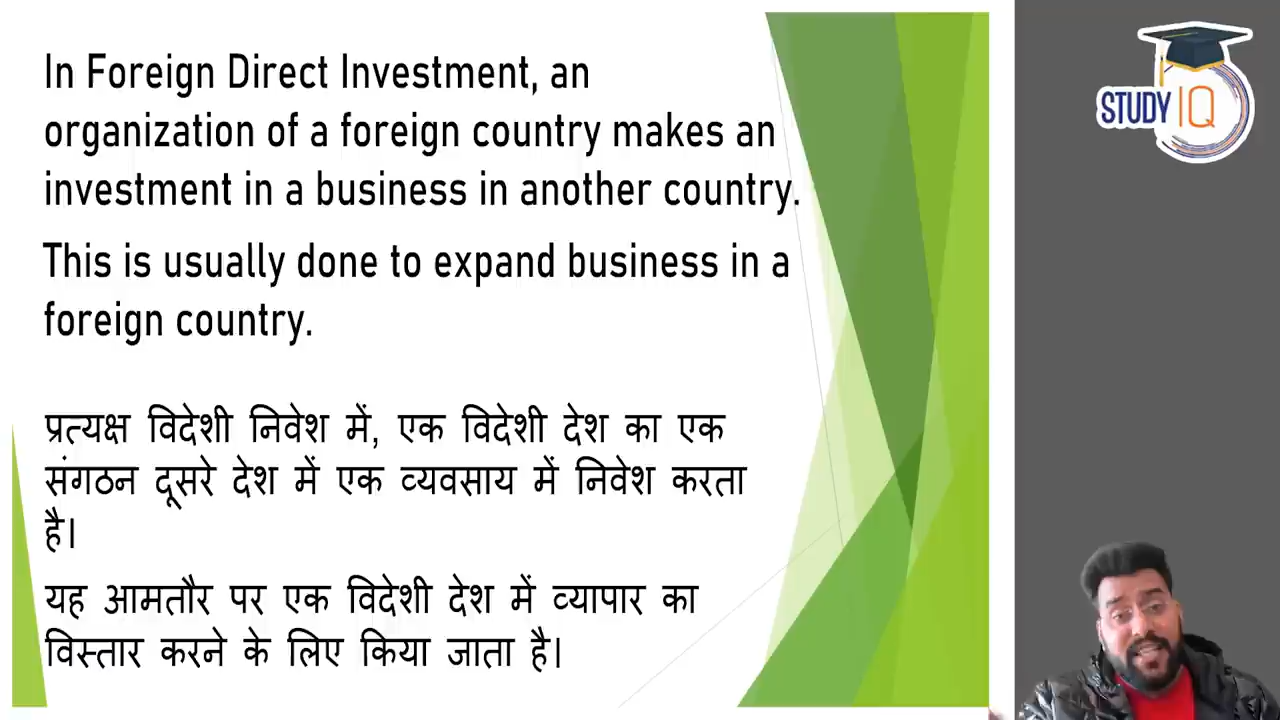 In Foreign Direct Investment, an
organization of a foreign country makes an
investment in a business in another country.
This is usually done to expand business in a
foreign country.
प्रत्यक्ष विदेशी निवेश में, एक विदेशी देश का एक
संगठन दूसरे देश में एक व्यवसाय में निवेश करता
है।
यह आमतौर पर एक विदेशी देश में व्यापार का
विस्तार करने के लिए किया जाता है।
STUDY IQ